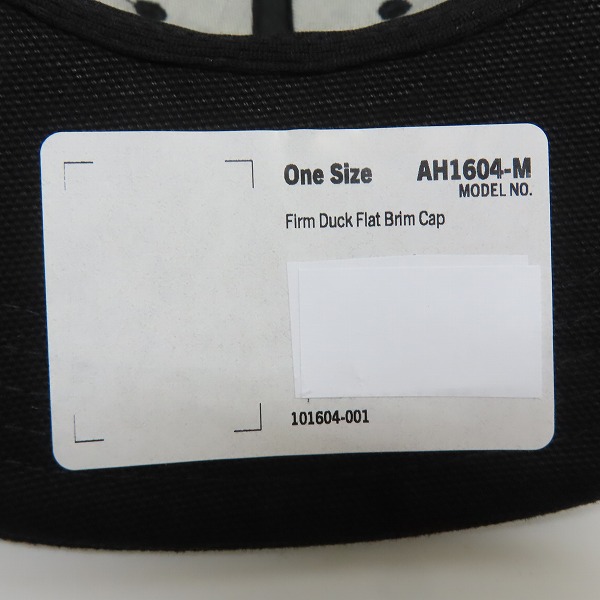 One Size AH1604-M
MODEL NO.
Firm Duck Flat Brim Cap
101604-001